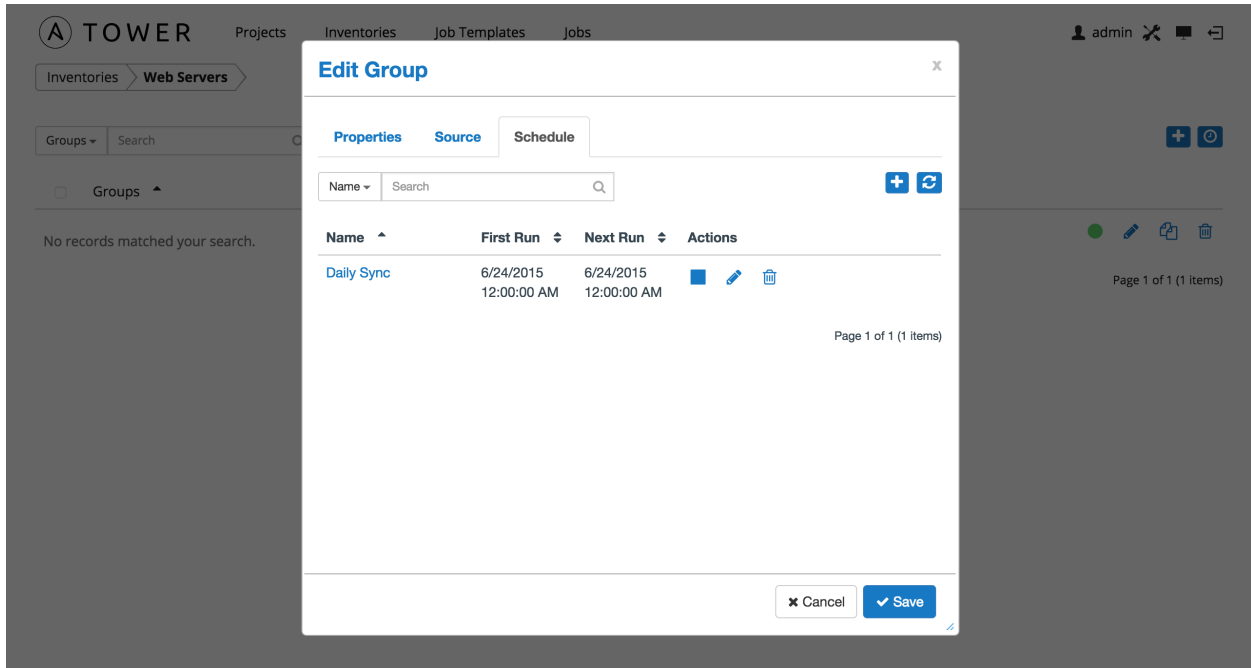 TOWER Projects Inventories Job Templates Jobs admin
Inventories Web Servers
Groups Search
Groups
No records matched your search.
Page 1 of 1 (1 items)
Edit Group x
Properties Source Schedule
Name Search
Name First Run Next Run Actions
Daily Sync 6/24/2015 6/24/2015
12:00:00 AM 12:00:00 AM
Page 1 of 1 (1 items)
Cancel Save